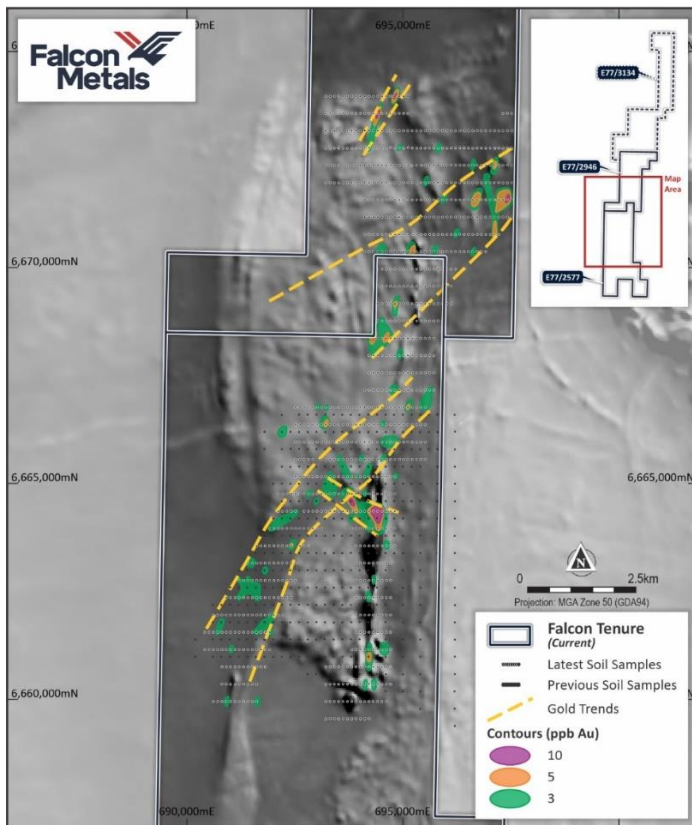 Falcon
Metals
mE
695,000mE
E77/3134
E77/2946
Map
Area
E77/2577
6,670,000mN
6,665,000mN
6,665,000mN
N
0
2.5km
Projection: MGA Zone 50 (GDA94)
Falcon Tenure
(Current)
Latest Soil Samples
Previous Soil Samples
Gold Trends
Contours (ppb Au)
10
5
3
6,660,000mN
690,000mE
695,000mE